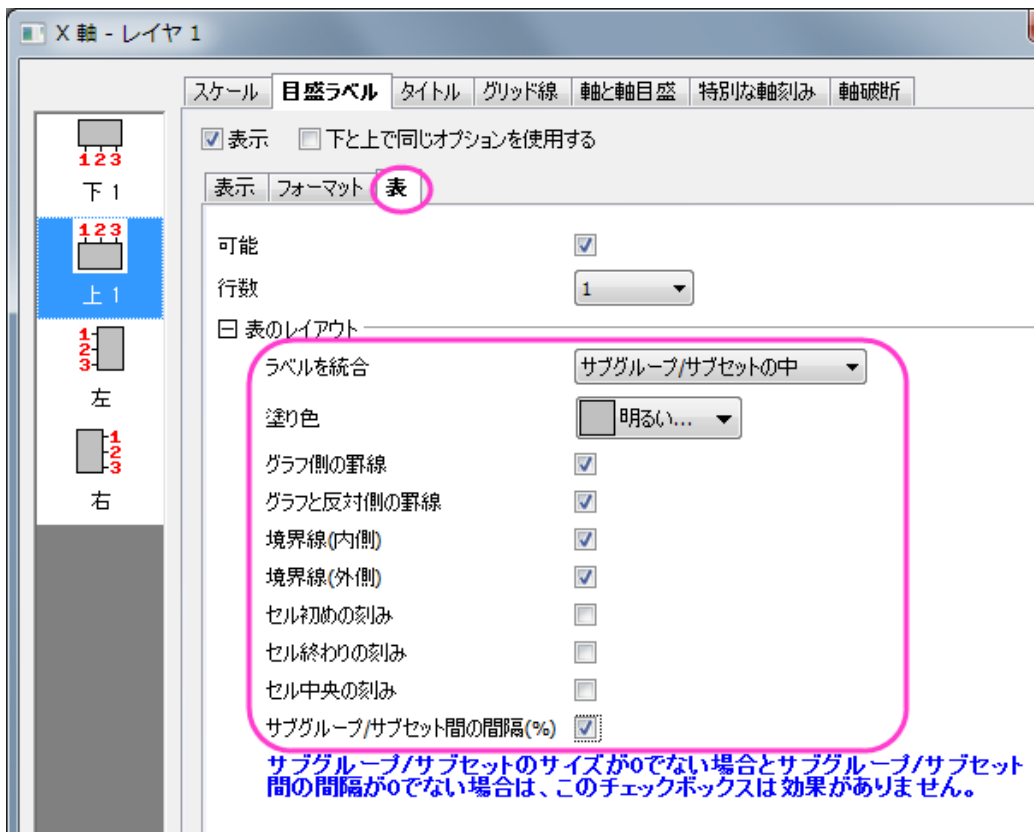 X 軸 - レイヤ 1
スケール 目盛ラベル タイトル グリッド線 軸と軸目盛 特別な軸刻み 軸破断
表示 下と上で同じオプションを使用する
表示 フォーマット 表
1 2 3
下 1
1 2 3
上 1
1
2
3
左
1
2
3
右
可能
行数 1
表のレイアウト
ラベルを統合 サブグループ/サブセットの中
塗り色 明るい...
グラフ側の罫線
グラフと反対側の罫線
境界線(内側)
境界線(外側)
セル初めの刻み
セル終わりの刻み
セル中央の刻み
サブグループ/サブセット間の間隔(%)
サブグループ/サブセットのサイズが0でない場合とサブグループ/サブセット
間の間隔が0でない場合は、このチェックボックスは効果がありません。